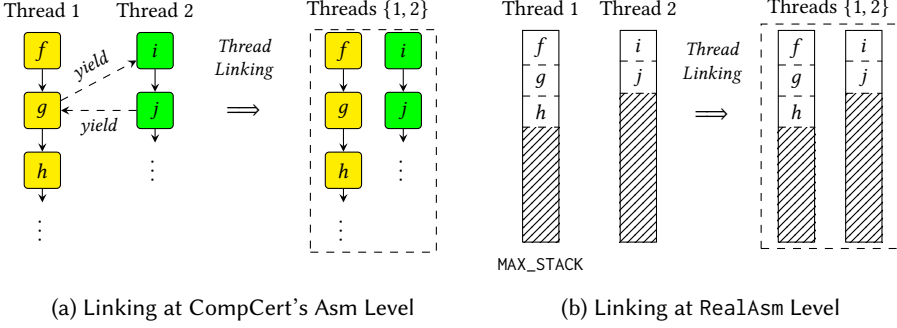 Thread 1
Thread 2
Threads {1, 2}
f
i
yield
g
j
yield
h
⋮
⋮
Thread
Linking
⟹
f
i
g
j
h
⋮
⋮
Thread 1
Thread 2
Threads {1, 2}
f
g
h
i
j
MAX_STACK
Thread
Linking
⟹
f
g
h
i
j
(a) Linking at CompCert's Asm Level
(b) Linking at RealAsm Level